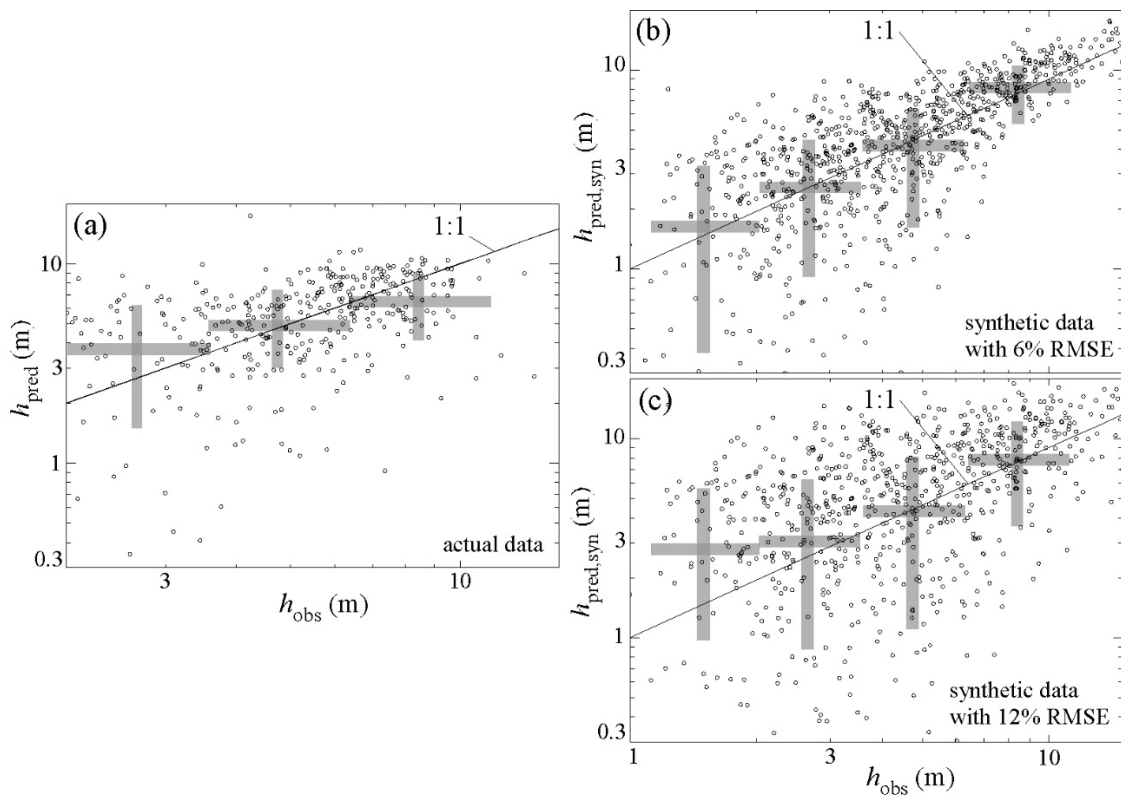 (a)
1:1
10
3
1
0.3
h_pred (m)
actual data
3
10
h_obs (m)
(b)
1:1
10
3
1
0.3
h_pred,syn (m)
synthetic data
with 6% RMSE
(c)
1:1
10
3
1
0.3
h_pred,syn (m)
synthetic data
with 12% RMSE
1
3
10
h_obs (m)